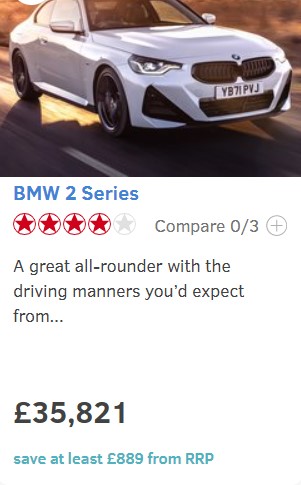 YB71 PVJ
BMW 2 Series
Compare 0/3
A great all-rounder with the
driving manners you'd expect
from...
£35,821
save at least £889 from RRP